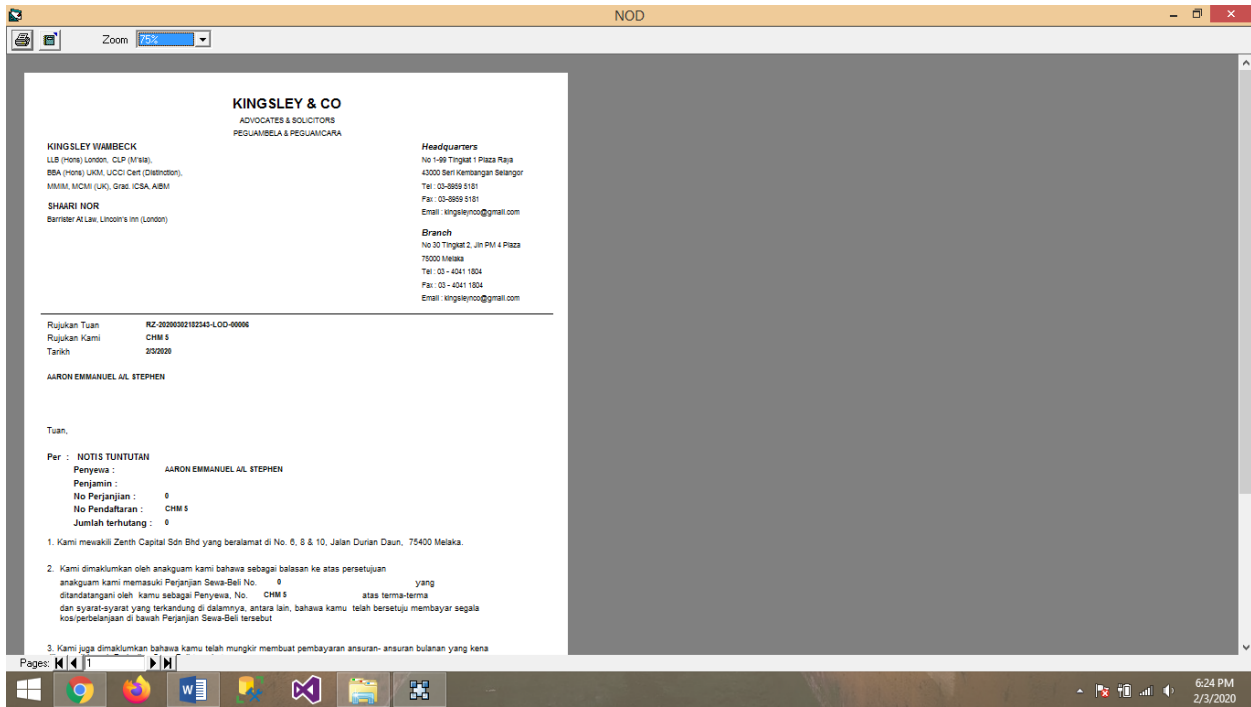 NOD
Zoom 75%
KINGSLEY & CO
ADVOCATES & SOLICITORS
PEGUAMBELA & PEGUAMCARA
KINGSLEY WAMBECK
LLB (Hons) London, CLP (M'sia),
BBA (Hons) UKM, UCCI Cert (Distinction),
MMIM, MCMI (UK), Grad. ICSA, AIBM
SHAARI NOR
Barrister At Law, Lincoln's Inn (London)
Headquarters
No 1-99 Tingkat 1 Plaza Raya
43000 Seri Kembangan Selangor
Tel : 03-8959 5181
Fax : 03-8959 5181
Email : kingsleynco@gmail.com
Branch
No 30 Tingkat 2, Jln PM 4 Plaza
75000 Melaka
Tel : 03 - 4041 1804
Fax : 03 - 4041 1804
Email : kingsleynco@gmail.com
Rujukan Tuan RZ-20200302182343-LOD-00006
Rujukan Kami CHM 5
Tarikh 2/3/2020
AARON EMMANUEL A/L STEPHEN
Tuan,
Per : NOTIS TUNTUTAN
Penyewa : AARON EMMANUEL A/L STEPHEN
Penjamin :
No Perjanjian : 0
No Pendaftaran : CHM 5
Jumlah terhutang : 0
1. Kami mewakili Zenth Capital Sdn Bhd yang beralamat di No. 6, 8 & 10, Jalan Durian Daun, 75400 Melaka.
2. Kami dimaklumkan oleh anakguam kami bahawa sebagai balasan ke atas persetujuan
anakguam kami memasuki Perjanjian Sewa-Beli No. 0 yang
ditandatangani oleh kamu sebagai Penyewa, No. CHM 5 atas terma-terma
dan syarat-syarat yang terkandung di dalamnya, antara lain, bahawa kamu telah bersetuju membayar segala
kos/perbelanjaan di bawah Perjanjian Sewa-Beli tersebut
3. Kami juga dimaklumkan bahawa kamu telah mungkir membuat pembayaran ansuran- ansuran bulanan yang kena
Pages: 1
6:24 PM
2/3/2020